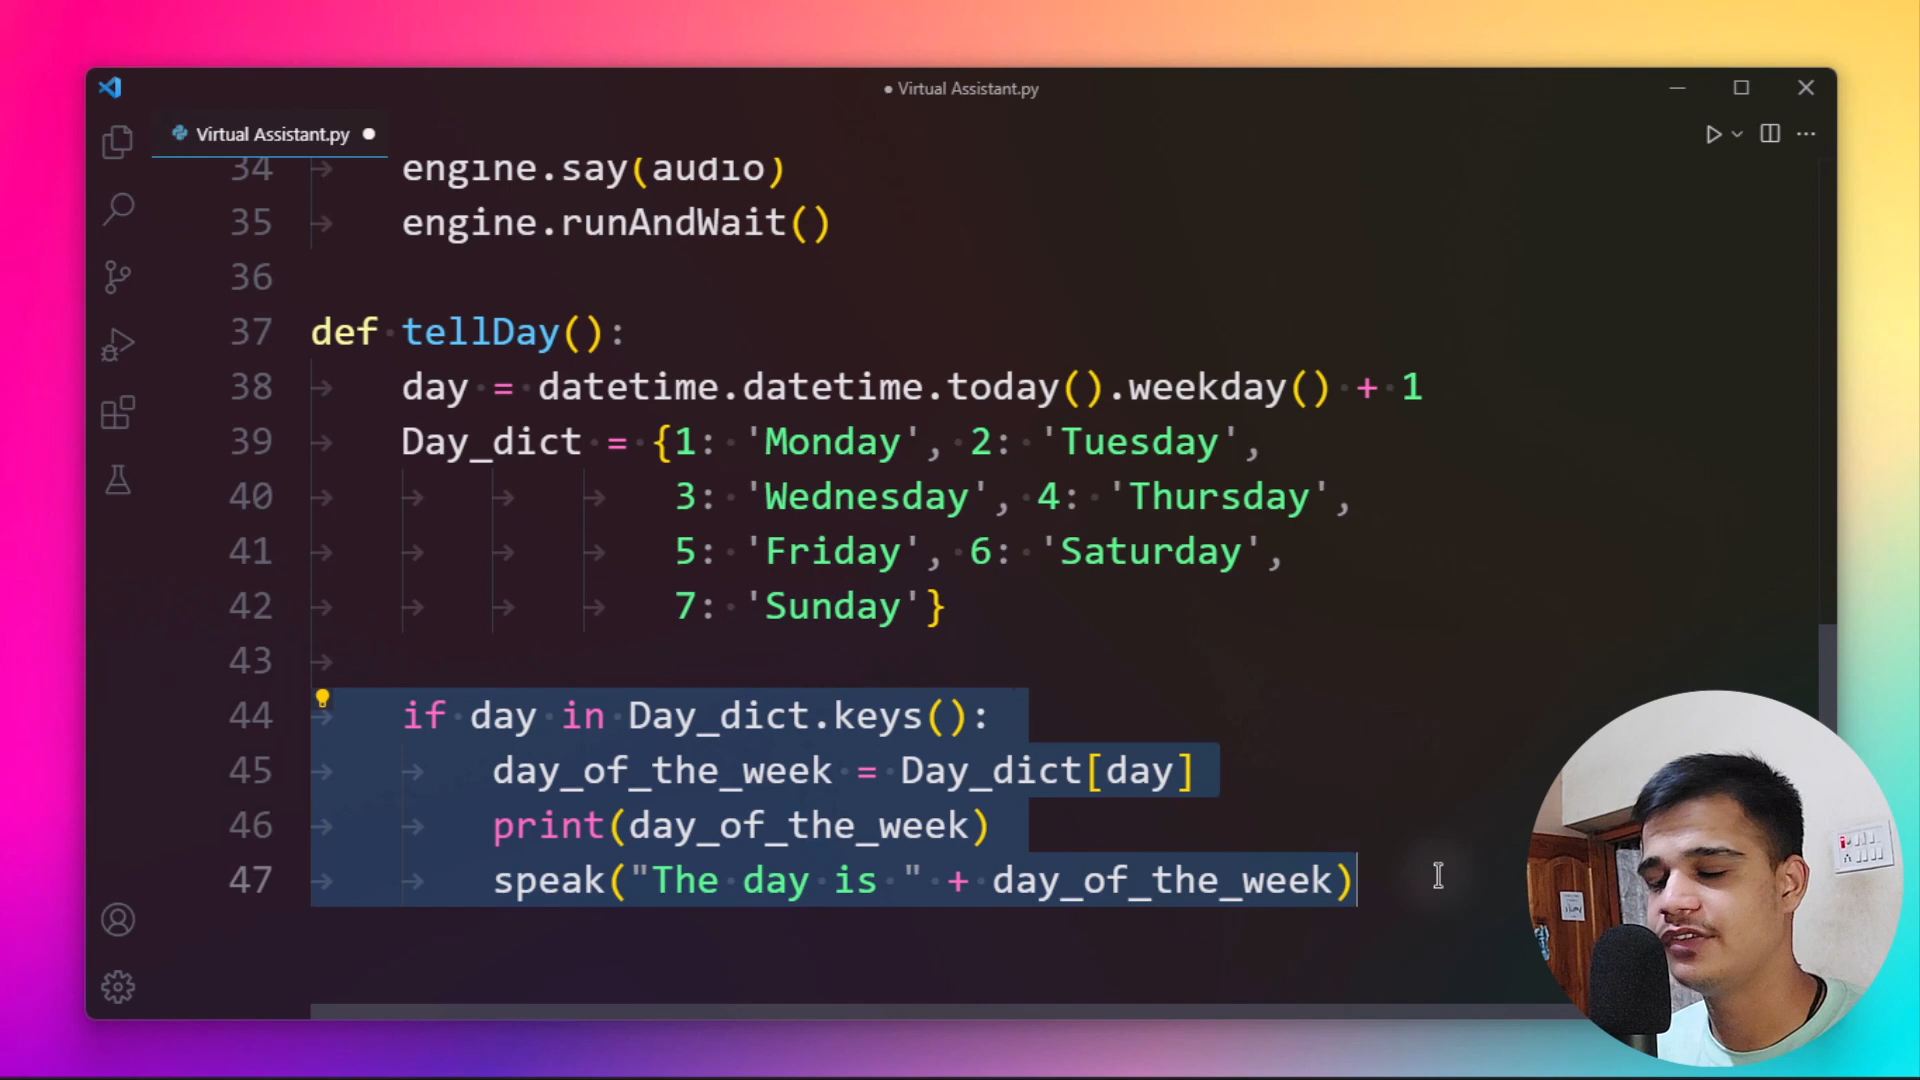 Virtual Assistant.py
Virtual Assistant.py
34 engine.say(audio)
35 engine.runAndWait()
36
37 def tellDay():
38 day = datetime.datetime.today().weekday() + 1
39 Day_dict = {1: 'Monday', 2: 'Tuesday',
40 3: 'Wednesday', 4: 'Thursday',
41 5: 'Friday', 6: 'Saturday',
42 7: 'Sunday'}
43
44 if day in Day_dict.keys():
45 day_of_the_week = Day_dict[day]
46 print(day_of_the_week)
47 speak("The day is " + day_of_the_week)